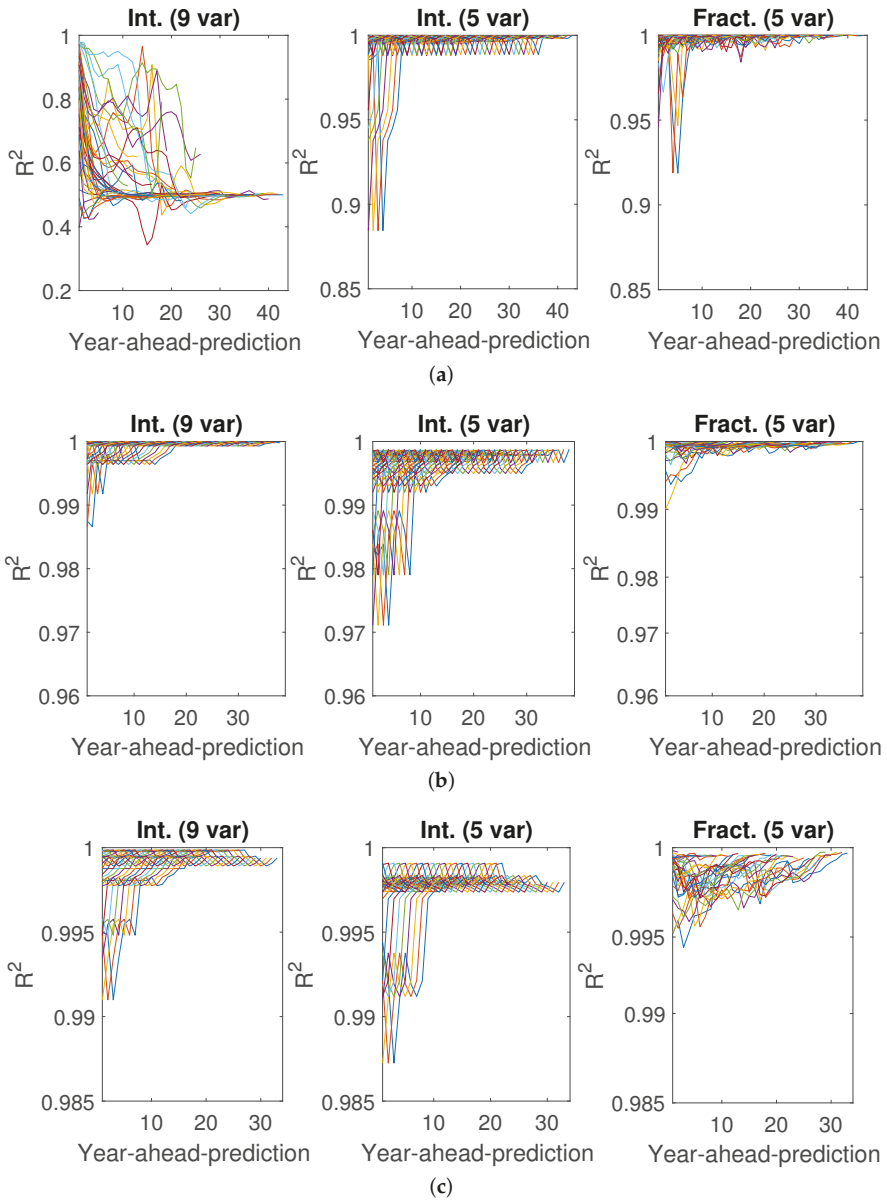 Int. (9 var) Int. (5 var) Fract. (5 var)
1 1 1
0.8 0.95 0.95
0.6
0.4 0.9 0.9
0.2 0.85 0.85
R² R² R²
10 20 30 40 10 20 30 40 10 20 30 40
Year-ahead-prediction Year-ahead-prediction Year-ahead-prediction
(a)
Int. (9 var) Int. (5 var) Fract. (5 var)
1 1 1
0.99 0.99 0.99
0.98 0.98 0.98
0.97 0.97 0.97
0.96 0.96 0.96
R² R² R²
10 20 30 10 20 30 10 20 30
Year-ahead-prediction Year-ahead-prediction Year-ahead-prediction
(b)
Int. (9 var) Int. (5 var) Fract. (5 var)
1 1 1
0.995 0.995 0.995
0.99 0.99 0.99
0.985 0.985 0.985
R² R² R²
10 20 30 10 20 30 10 20 30
Year-ahead-prediction Year-ahead-prediction Year-ahead-prediction
(c)